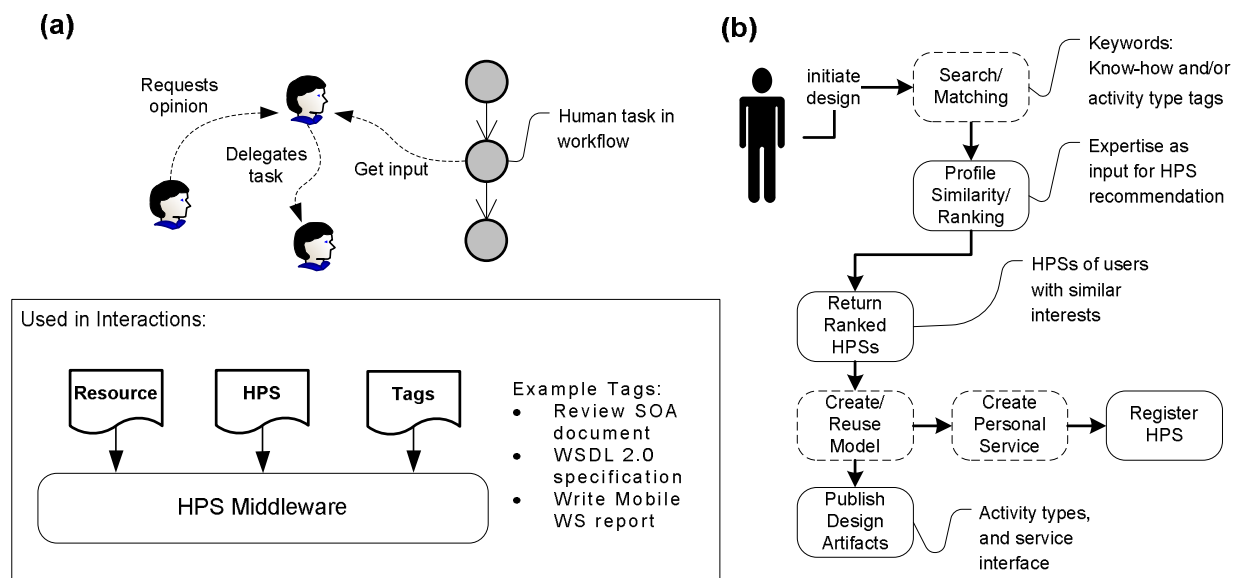 (a)
Requests
opinion
Delegates
task
Get input
Human task in
workflow
Used in Interactions:
Resource
HPS
Tags
HPS Middleware
Example Tags:
• Review SOA
document
• WSDL 2.0
specification
• Write Mobile
WS report
(b)
initiate
design
Search/
Matching
Keywords:
Know-how and/or
activity type tags
Profile
Similarity/
Ranking
Expertise as
input for HPS
recommendation
Return
Ranked
HPSs
HPSs of users
with similar
interests
Create/
Reuse
Model
Create
Personal
Service
Register
HPS
Publish
Design
Artifacts
Activity types,
and service
interface